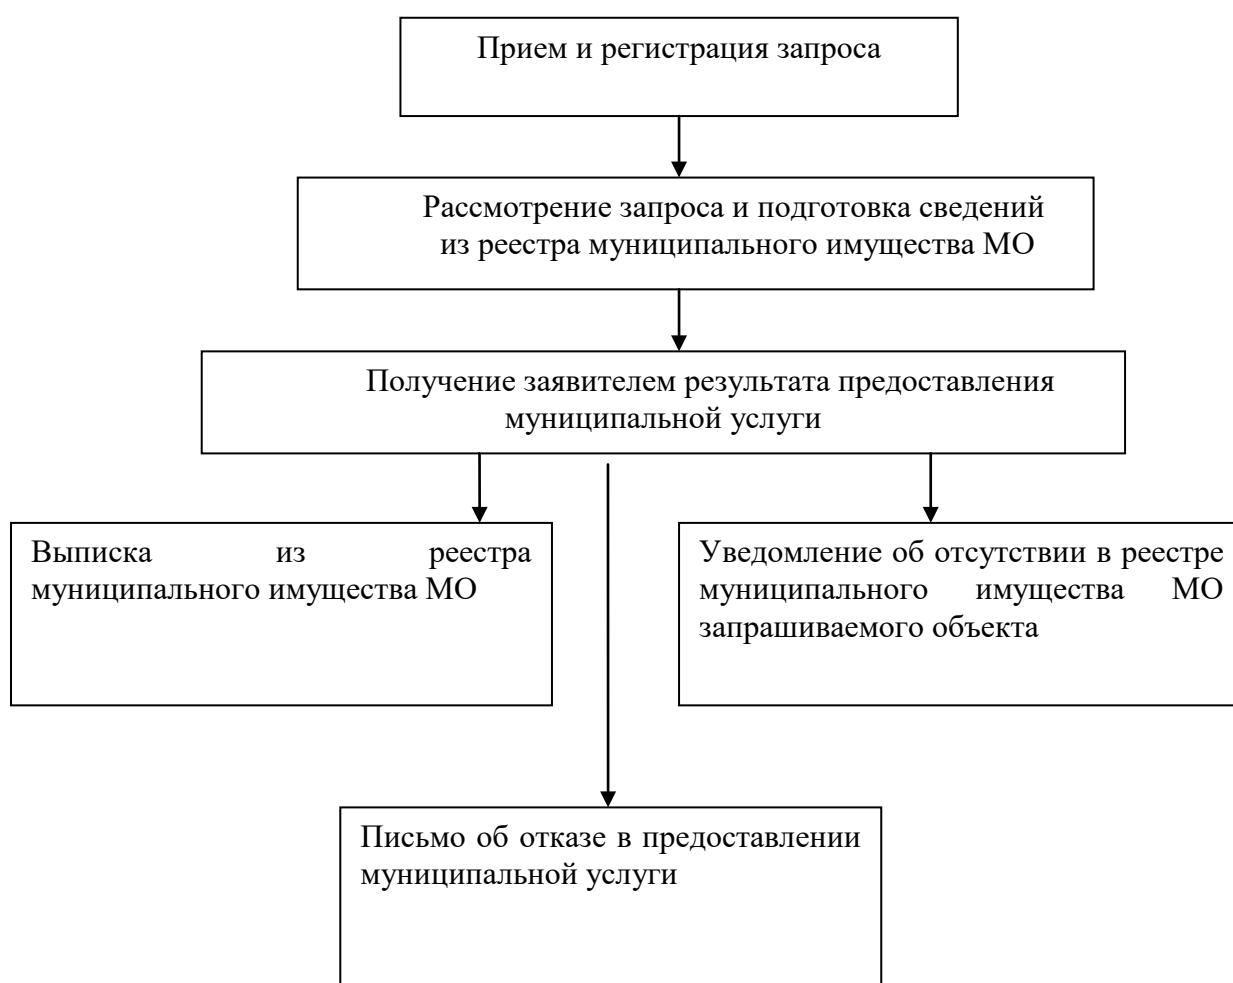 Прием и регистрация запроса
Рассмотрение запроса и подготовка сведений
из реестра муниципального имущества МО
Получение заявителем результата предоставления
муниципальной услуги
Выписка из реестра
муниципального имущества МО
Уведомление об отсутствии в реестре
муниципального имущества МО
запрашиваемого объекта
Письмо об отказе в предоставлении
муниципальной услуги